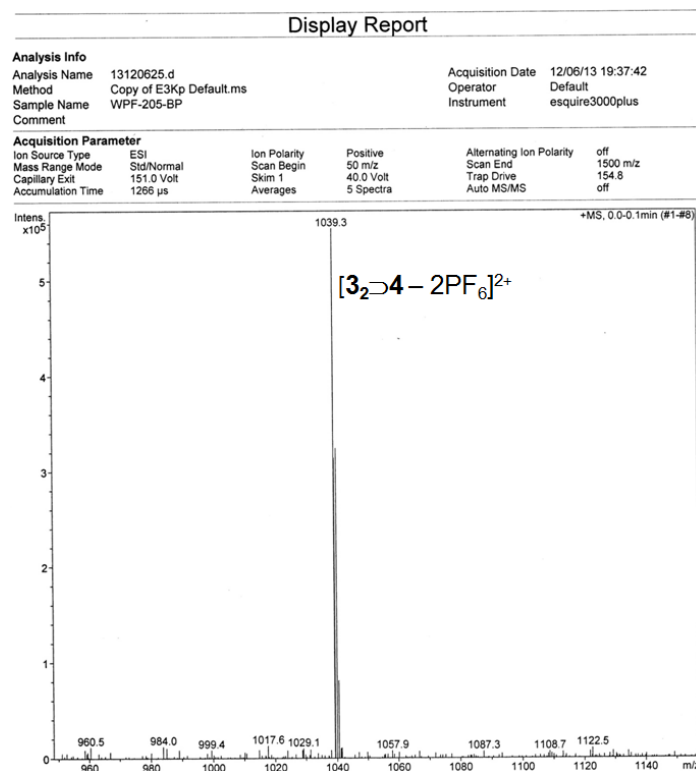 Display Report
Analysis Info
Analysis Name 13120625.d Acquisition Date 12/06/13 19:37:42
Method Copy of E3Kp Default.ms Operator Default
Sample Name WPF-205-BP Instrument esquire3000plus
Comment
Acquisition Parameter
Ion Source Type ESI Ion Polarity Positive Alternating Ion Polarity off
Mass Range Mode Std/Normal Scan Begin 50 m/z Scan End 1500 m/z
Capillary Exit 151.0 Volt Skim 1 40.0 Volt Trap Drive 154.8
Accumulation Time 1266 µs Averages 5 Spectra Auto MS/MS off
Intens. +MS, 0.0-0.1min (#1-#8)
x10⁵
1039.3
[3₂⊃4 – 2PF₆]²⁺
5
4
3
2
1
0
960.5 984.0 999.4 1017.6 1029.1 1057.9 1087.3 1108.7 1122.5
960 980 1000 1020 1040 1060 1080 1100 1120 1140